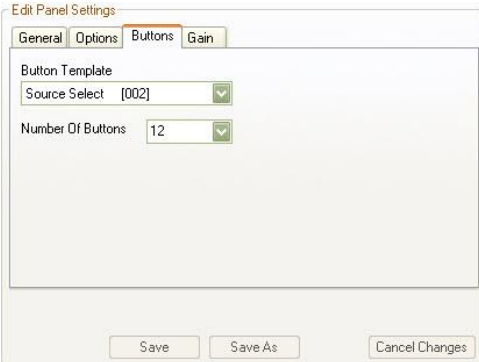 Edit Panel Settings
General Options Buttons Gain
Button Template
Source Select [002]
Number Of Buttons 12
Save Save As Cancel Changes